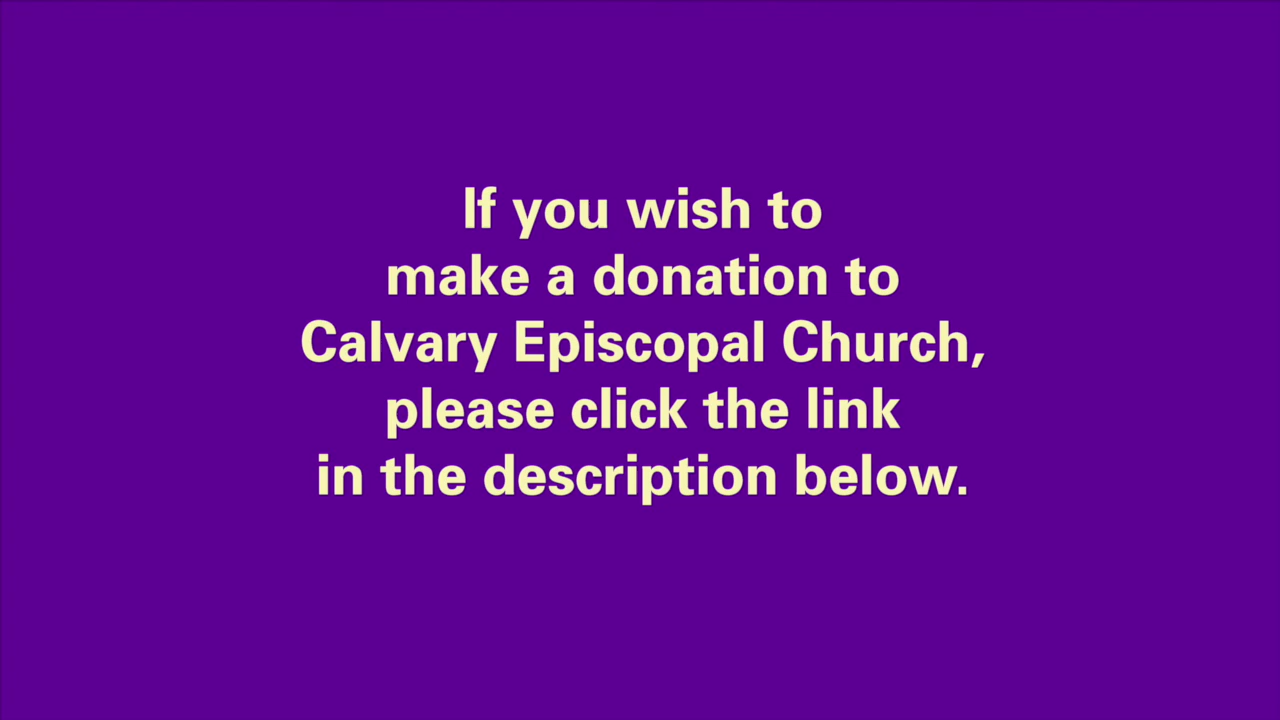 If you wish to
make a donation to
Calvary Episcopal Church,
please click the link
in the description below.